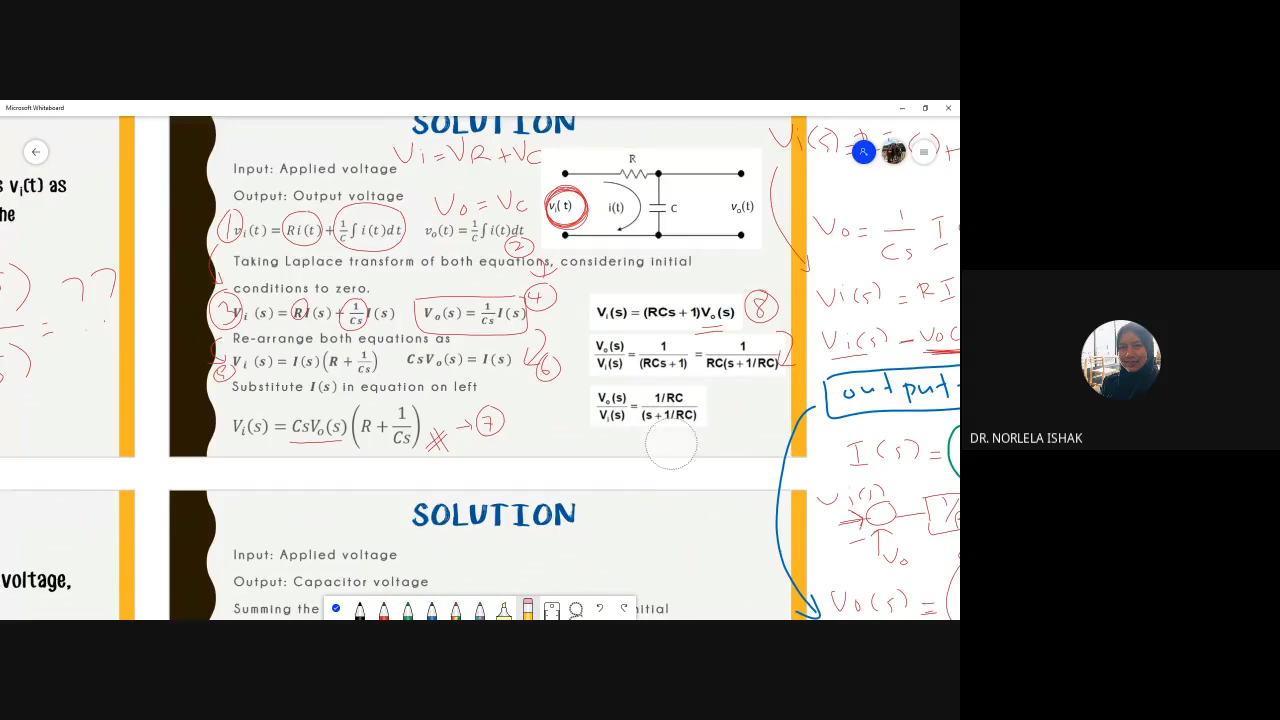 Microsoft Whiteboard
s vᵢ(t) as
the
= ??
voltage,
SOLUTION
Vi = VR + VC
Input: Applied voltage
Output: Output voltage
Vo = VC
1
vᵢ(t) = Ri(t) + 1/C ∫ i(t)dt
vₒ(t) = 1/C ∫ i(t)dt
2
Taking Laplace transform of both equations, considering initial
conditions to zero.
3
Vᵢ(s) = RI(s) + 1/Cs I(s)
Vₒ(s) = 1/Cs I(s)
4
Re-arrange both equations as
Vᵢ(s) = I(s)(R + 1/Cs)
CsVₒ(s) = I(s)
6
Substitute I(s) in equation on left
Vᵢ(s) = CsVₒ(s)(R + 1/Cs)
7
R
vᵢ(t)
i(t)
C
vₒ(t)
Vᵢ(s) = (RCs + 1)Vₒ(s)
8
Vₒ(s)/Vᵢ(s) = 1/(RCs + 1) = 1/RC(s + 1/RC)
Vₒ(s)/Vᵢ(s) = 1/RC/(s + 1/RC)
SOLUTION
Input: Applied voltage
Output: Capacitor voltage
Summing the
nitial
Vi(s)
Vo = 1/Cs I
Vi(s) = RI
Vi(s) - Vo(
output
I(s) =
Vi(s)
Vo
Vo(s) =
DR. NORLELA ISHAK